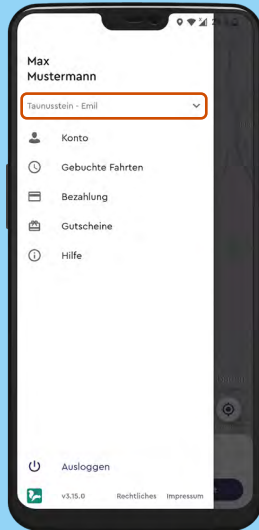 Max
Mustermann
Taunusstein - Emil
Konto
Gebuchte Fahrten
Bezahlung
Gutscheine
Hilfe
Ausloggen
v3.15.0 Rechtliches Impressum